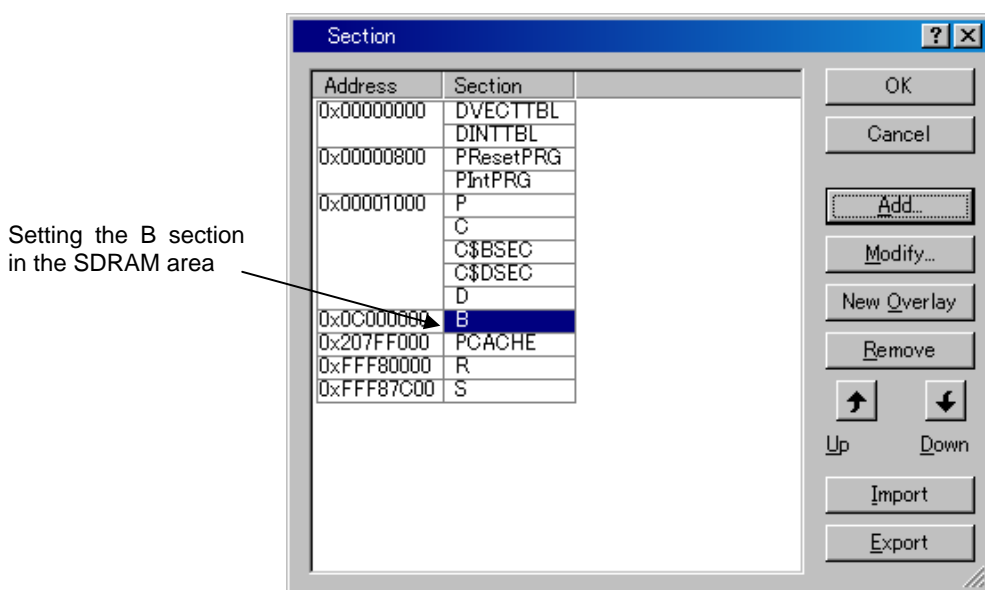 Section
? ×
Address Section
0x00000000 DVECTTBL
DINTTBL
0x00000800 PResetPRG
PIntPRG
0x00001000 P
C
C$BSEC
C$DSEC
D
0x0C000000 B
0x207FF000 PCACHE
0xFFF80000 R
0xFFF87C00 S
Setting the B section
in the SDRAM area
OK
Cancel
Add...
Modify...
New Overlay
Remove
Up Down
Import
Export